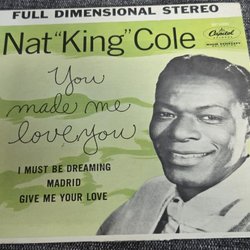 FULL DIMENSIONAL STEREO
Nat "King" Cole
Capitol
You
made me
love you
I MUST BE DREAMING
MADRID
GIVE ME YOUR LOVE